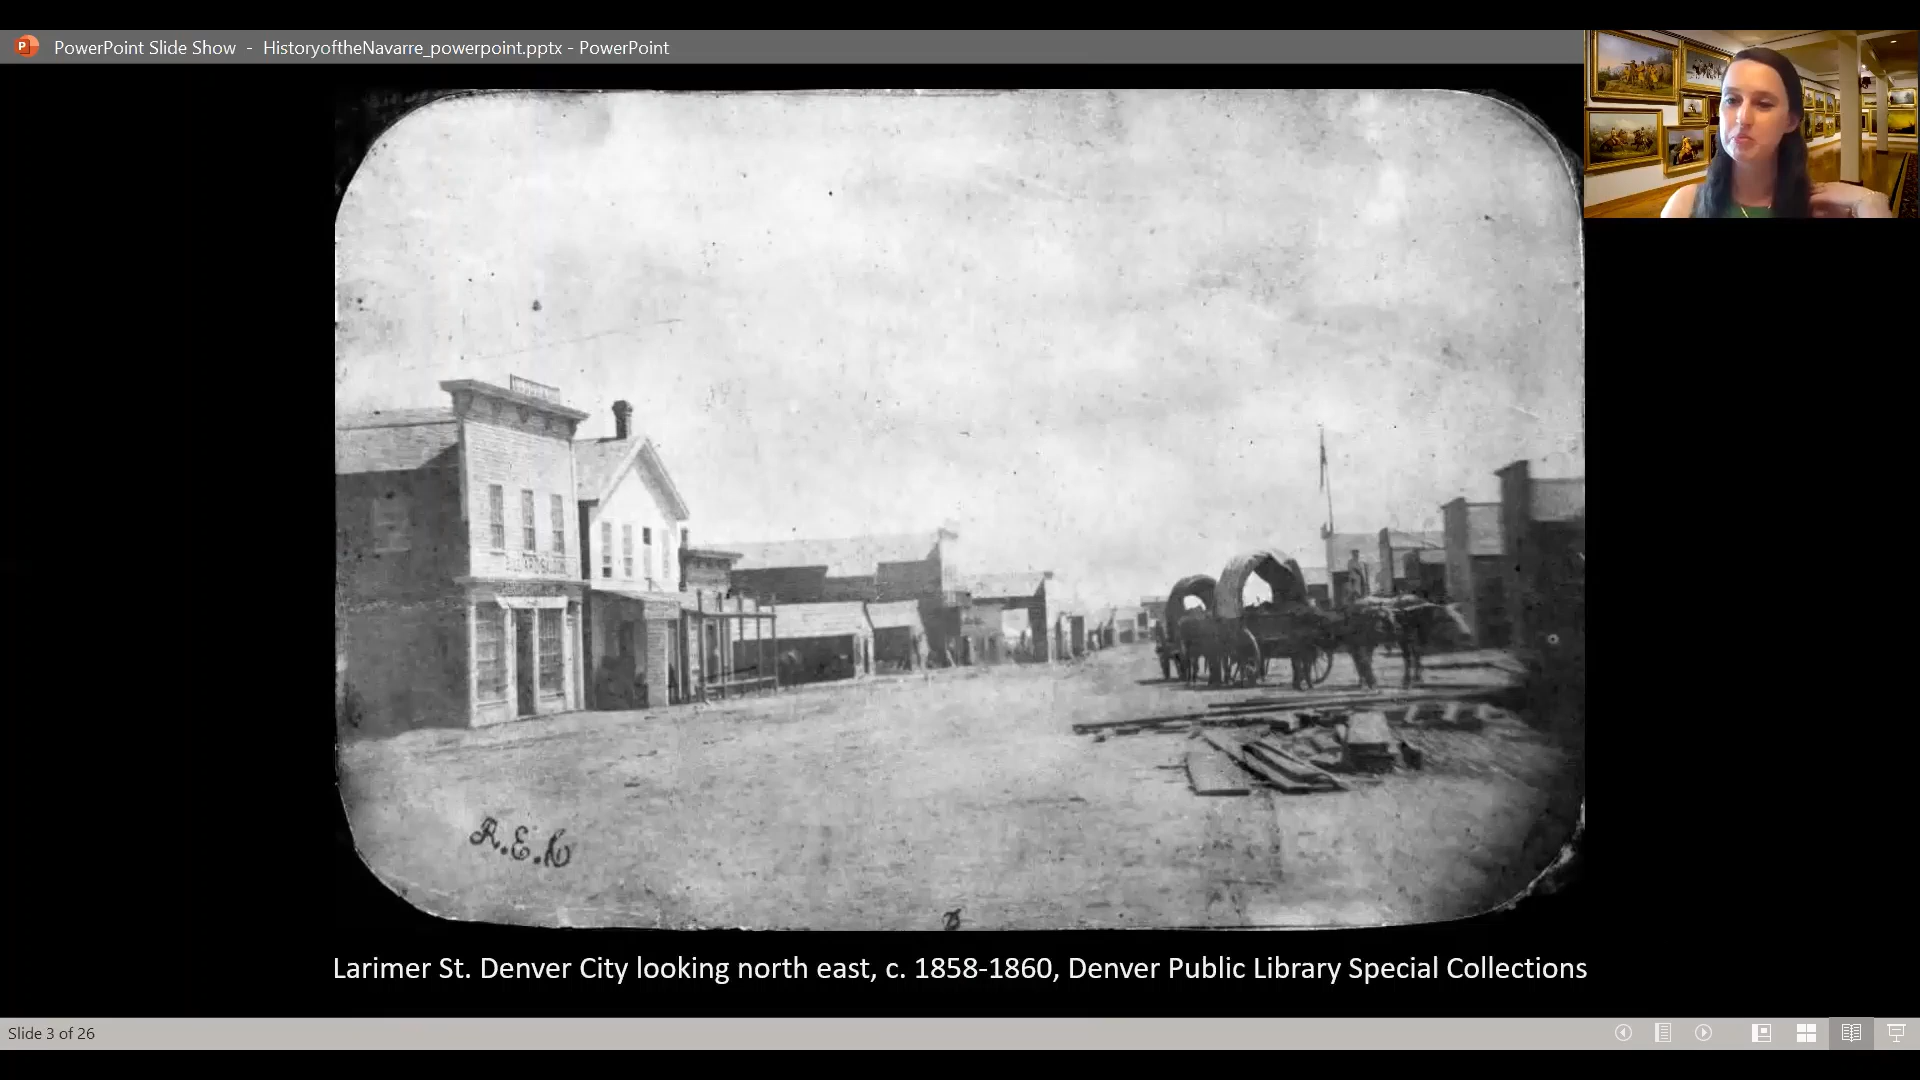 PowerPoint Slide Show - HistoryoftheNavarre_powerpoint.pptx - PowerPoint
A.E.
Larimer St. Denver City looking north east, c. 1858-1860, Denver Public Library Special Collections
Slide 3 of 26